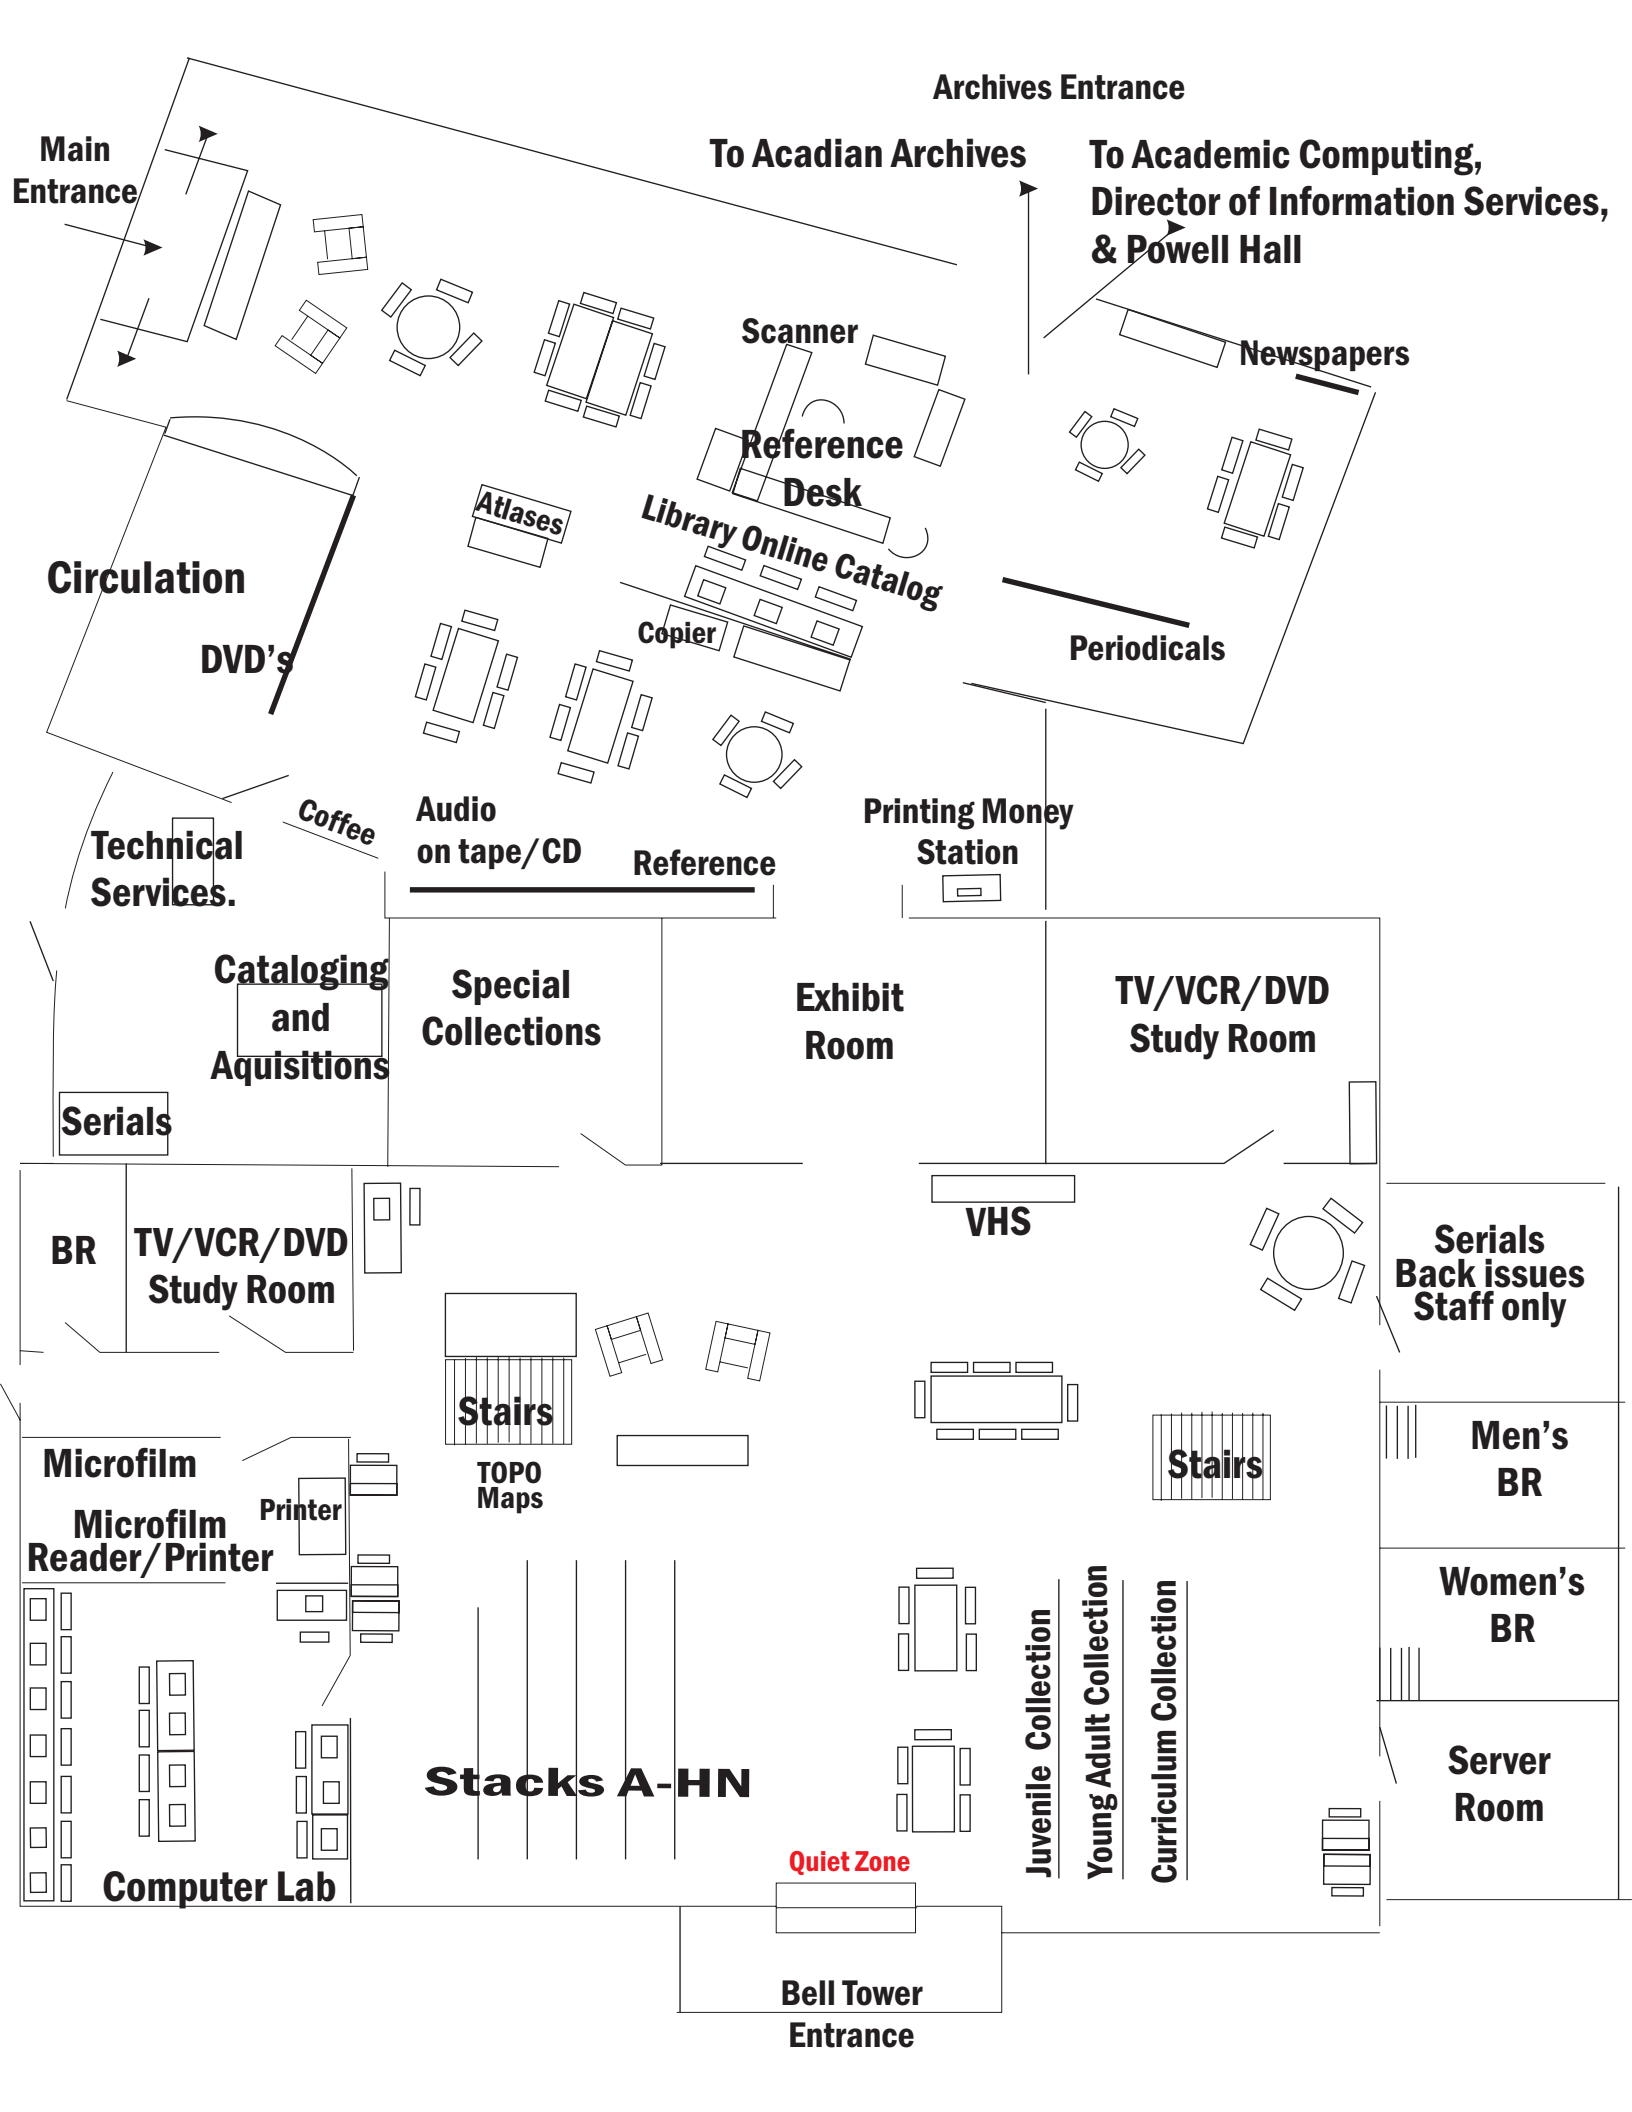 Archives Entrance
Main
Entrance
To Acadian Archives
To Academic Computing,
Director of Information Services,
& Powell Hall
Scanner
Newspapers
Reference
Desk
Atlases
Library Online Catalog
Circulation
DVD's
Copier
Periodicals
Coffee
Audio
on tape/CD
Reference
Printing Money
Station
Technical
Services.
Cataloging
and
Aquisitions
Special
Collections
Exhibit
Room
TV/VCR/DVD
Study Room
Serials
BR
TV/VCR/DVD
Study Room
VHS
Serials
Back issues
Staff only
Stairs
TOPO
Maps
Stairs
Men's
BR
Microfilm
Printer
Microfilm
Reader/Printer
Women's
BR
Juvenile Collection
Young Adult Collection
Curriculum Collection
Stacks A-HN
Server
Room
Quiet Zone
Computer Lab
Bell Tower
Entrance